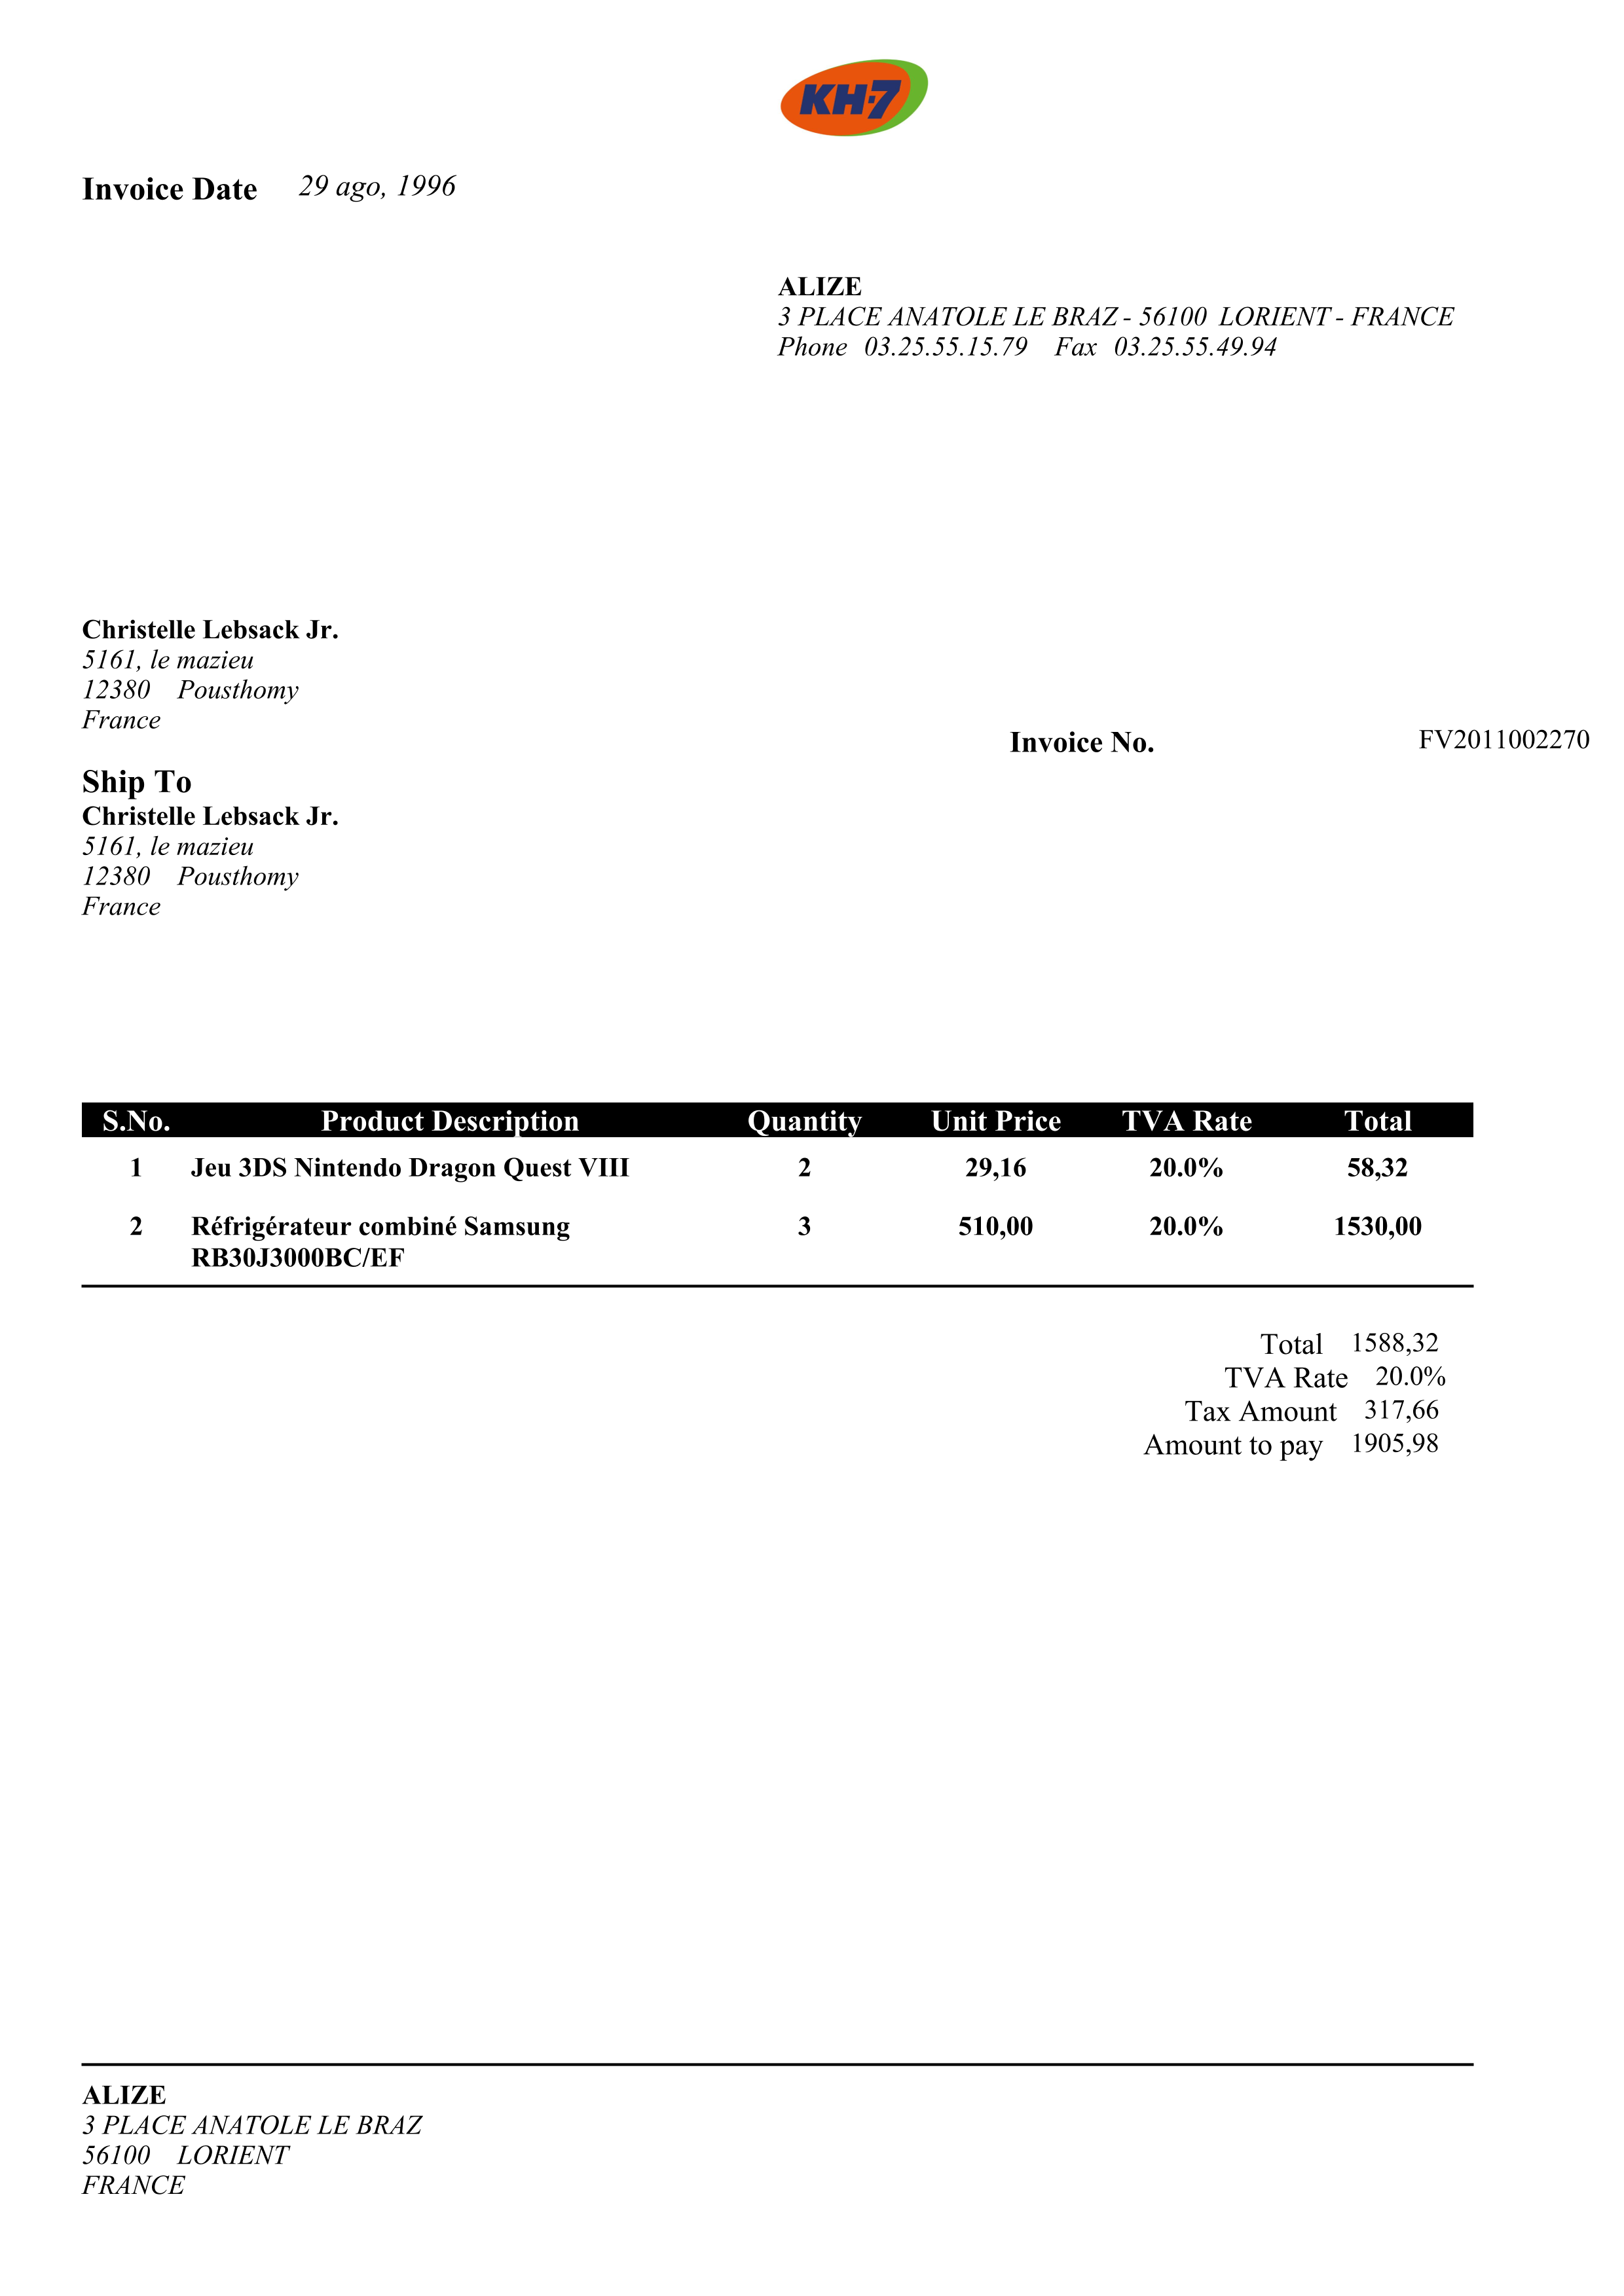 KH-7
Invoice Date 29 ago, 1996
ALIZE
3 PLACE ANATOLE LE BRAZ - 56100 LORIENT - FRANCE
Phone 03.25.55.15.79 Fax 03.25.55.49.94
Christelle Lebsack Jr.
5161, le mazieu
12380 Pousthomy
France
Invoice No. FV2011002270
Ship To
Christelle Lebsack Jr.
5161, le mazieu
12380 Pousthomy
France
S.No. Product Description Quantity Unit Price TVA Rate Total
1 Jeu 3DS Nintendo Dragon Quest VIII 2 29,16 20.0% 58,32
2 Réfrigérateur combiné Samsung 3 510,00 20.0% 1530,00
RB30J3000BC/EF
Total 1588,32
TVA Rate 20.0%
Tax Amount 317,66
Amount to pay 1905,98
ALIZE
3 PLACE ANATOLE LE BRAZ
56100 LORIENT
FRANCE